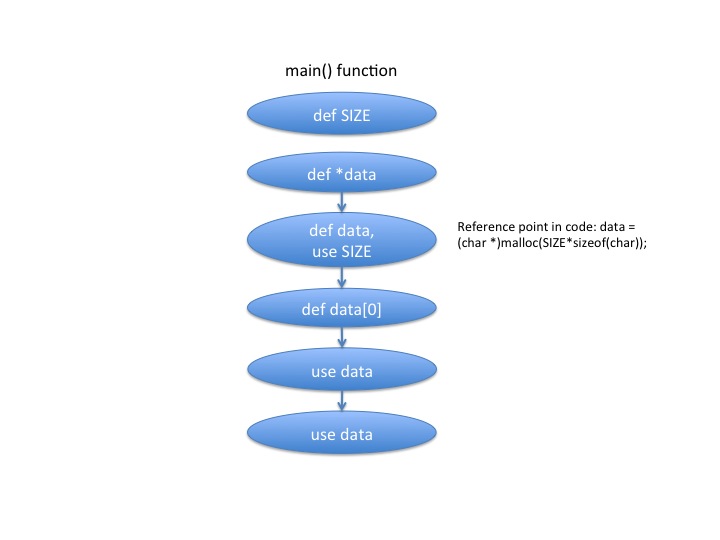 main() function
def SIZE
def *data
def data,
use SIZE
Reference point in code: data =
(char *)malloc(SIZE*sizeof(char));
def data[0]
use data
use data